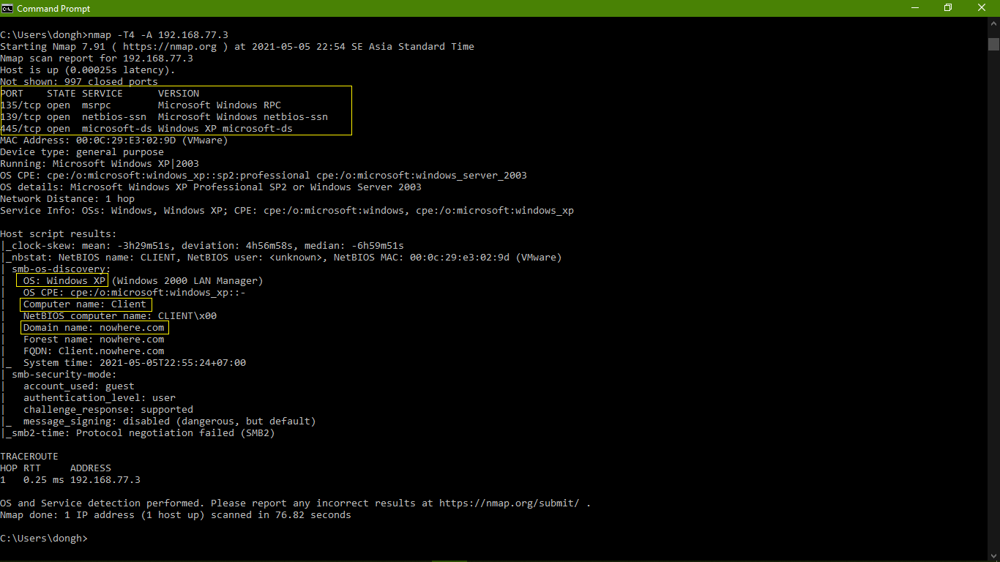 Command Prompt
C:\Users\dongh>nmap -T4 -A 192.168.77.3
Starting Nmap 7.91 ( https://nmap.org ) at 2021-05-05 22:54 SE Asia Standard Time
Nmap scan report for 192.168.77.3
Host is up (0.00025s latency).
Not shown: 997 closed ports
PORT    STATE SERVICE      VERSION
135/tcp open  msrpc        Microsoft Windows RPC
139/tcp open  netbios-ssn  Microsoft Windows netbios-ssn
445/tcp open  microsoft-ds Windows XP microsoft-ds
MAC Address: 00:0C:29:E3:02:9D (VMware)
Device type: general purpose
Running: Microsoft Windows XP|2003
OS CPE: cpe:/o:microsoft:windows_xp::sp2:professional cpe:/o:microsoft:windows_server_2003
OS details: Microsoft Windows XP Professional SP2 or Windows Server 2003
Network Distance: 1 hop
Service Info: OSs: Windows, Windows XP; CPE: cpe:/o:microsoft:windows, cpe:/o:microsoft:windows_xp
Host script results:
|_clock-skew: mean: -3h29m51s, deviation: 4h56m58s, median: -6h59m51s
|_nbstat: NetBIOS name: CLIENT, NetBIOS user: <unknown>, NetBIOS MAC: 00:0c:29:e3:02:9d (VMware)
| smb-os-discovery:
|   OS: Windows XP (Windows 2000 LAN Manager)
|   OS CPE: cpe:/o:microsoft:windows_xp::-
|   Computer name: Client
|   NetBIOS computer name: CLIENT\x00
|   Domain name: nowhere.com
|   Forest name: nowhere.com
|   FQDN: Client.nowhere.com
|_  System time: 2021-05-05T22:55:24+07:00
| smb-security-mode:
|   account_used: guest
|   authentication_level: user
|   challenge_response: supported
|_  message_signing: disabled (dangerous, but default)
|_smb2-time: Protocol negotiation failed (SMB2)
TRACEROUTE
HOP RTT     ADDRESS
1   0.25 ms 192.168.77.3
OS and Service detection performed. Please report any incorrect results at https://nmap.org/submit/ .
Nmap done: 1 IP address (1 host up) scanned in 76.82 seconds
C:\Users\dongh>